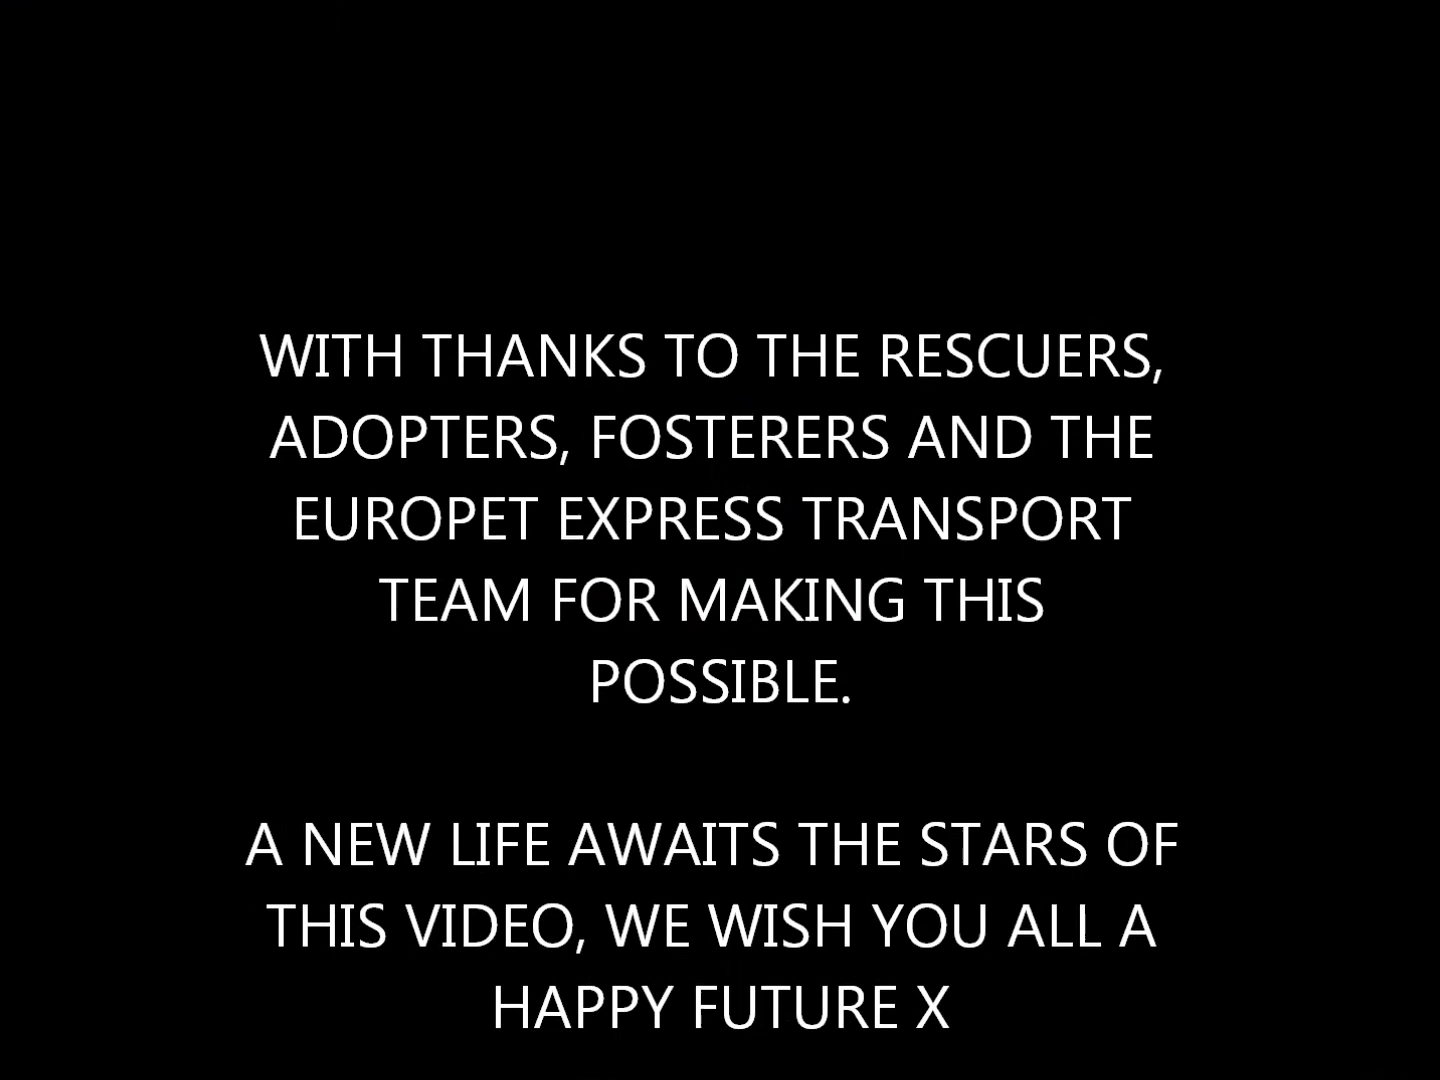 WITH THANKS TO THE RESCUERS,
ADOPTERS, FOSTERERS AND THE
EUROPET EXPRESS TRANSPORT
TEAM FOR MAKING THIS
POSSIBLE.
A NEW LIFE AWAITS THE STARS OF
THIS VIDEO, WE WISH YOU ALL A
HAPPY FUTURE X